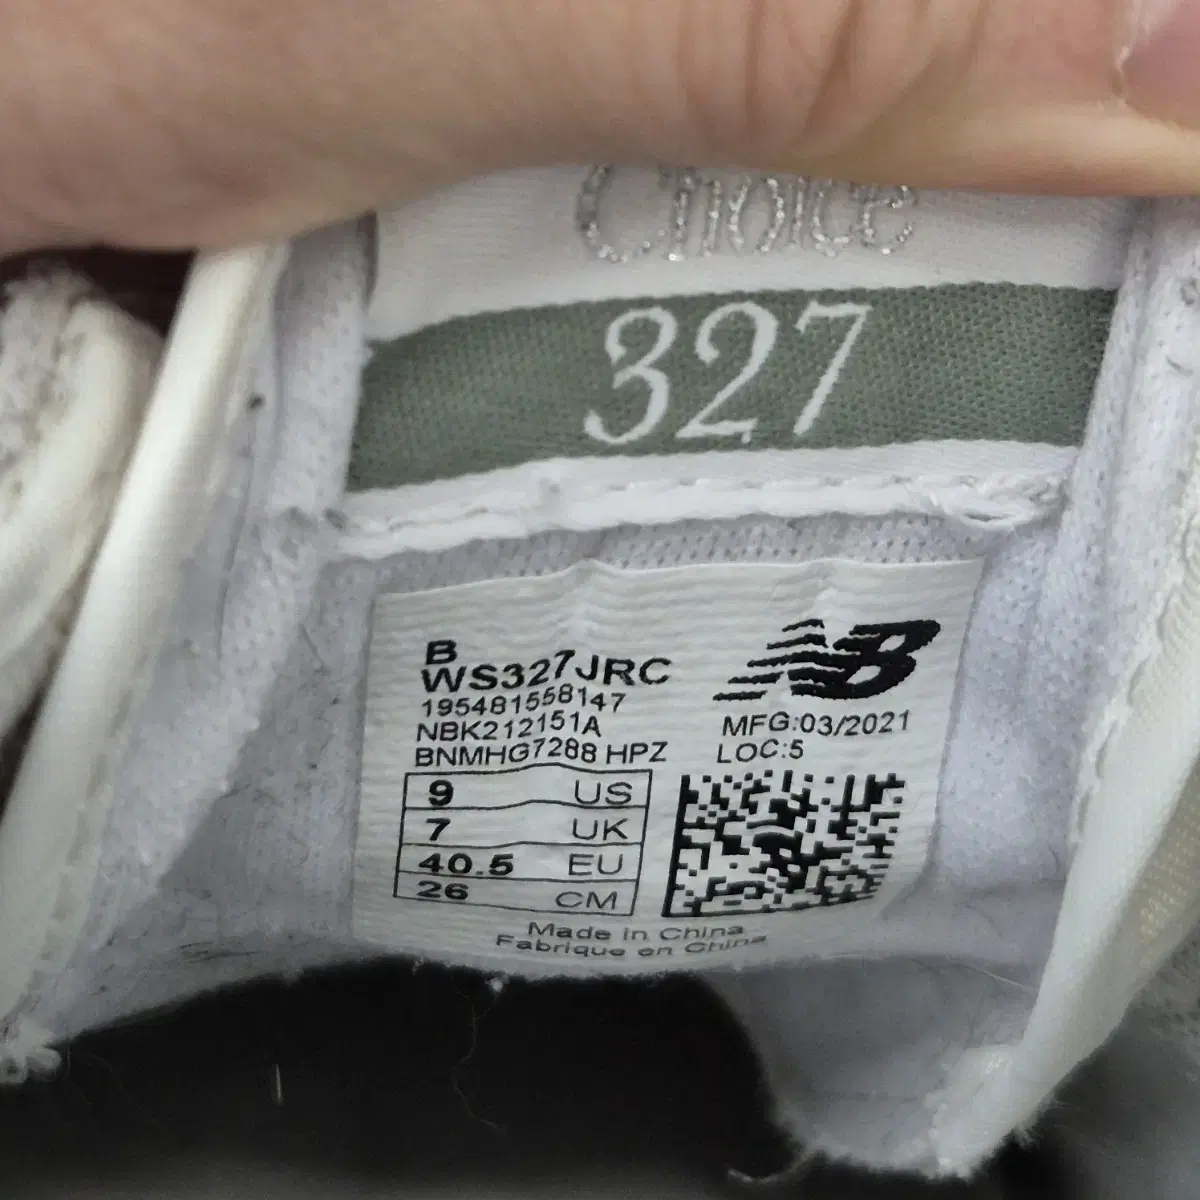 Choice
327
B
WS327JRC
195481558147
NBK212151A
BNMHG7288 HPZ
NB
MFG:03/2021
LOC:5
9 US
7 UK
40.5 EU
26 CM
Made in China
Fabrique en China